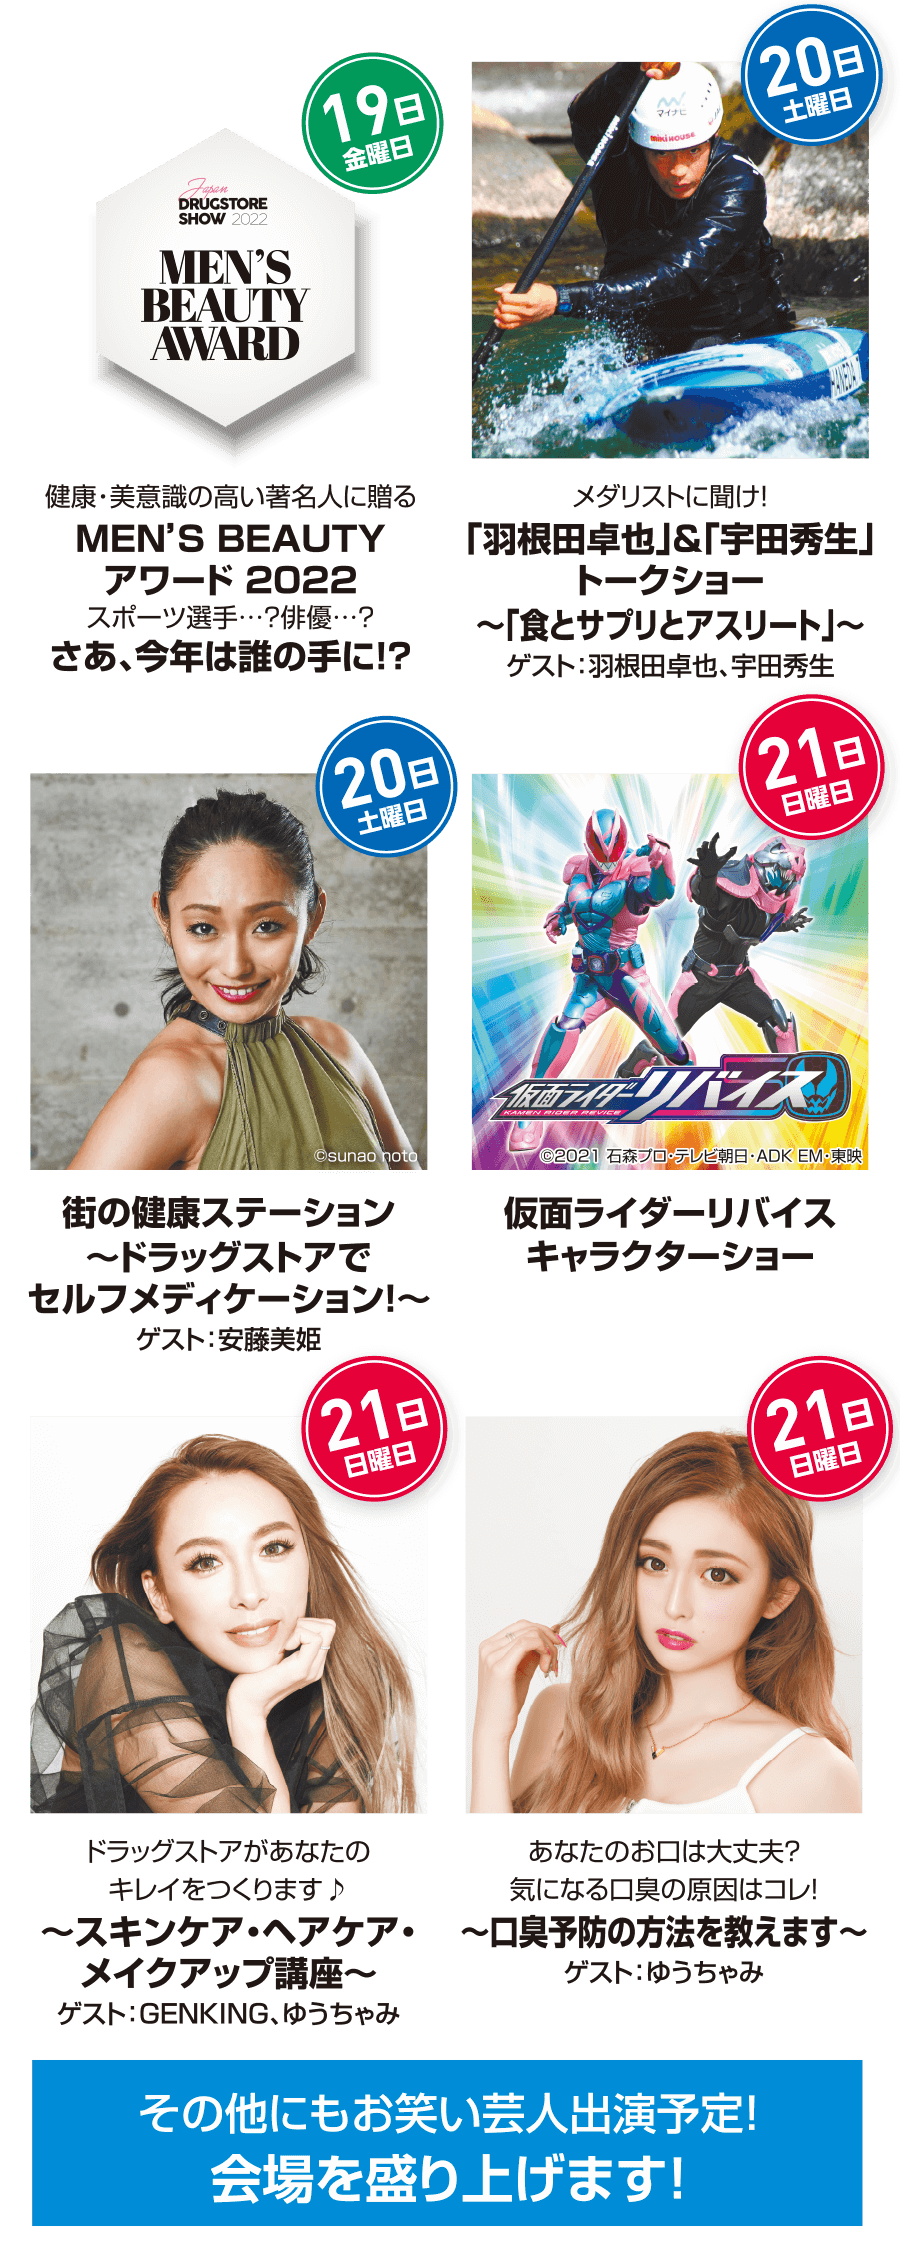 19日
金曜日
Japan
DRUGSTORE
SHOW 2022
MEN'S
BEAUTY
AWARD
健康・美意識の高い著名人に贈る
MEN'S BEAUTY
アワード 2022
スポーツ選手…?俳優…?
さあ、今年は誰の手に!?
20日
土曜日
マイナビ
miki HOUSE
miki HOUSE
HANEDA T
メダリストに聞け!
「羽根田卓也」&「宇田秀生」
トークショー
〜「食とサプリとアスリート」〜
ゲスト:羽根田卓也、宇田秀生
20日
土曜日
©sunao noto
街の健康ステーション
〜ドラッグストアで
セルフメディケーション!〜
ゲスト:安藤美姫
21日
日曜日
仮面ライダーリバイス
KAMEN RIDER REVICE
©2021 石森プロ・テレビ朝日・ADK EM・東映
仮面ライダーリバイス
キャラクターショー
21日
日曜日
ドラッグストアがあなたの
キレイをつくります♪
〜スキンケア・ヘアケア・
メイクアップ講座〜
ゲスト:GENKING、ゆうちゃみ
21日
日曜日
あなたのお口は大丈夫?
気になる口臭の原因はコレ!
〜口臭予防の方法を教えます〜
ゲスト:ゆうちゃみ
その他にもお笑い芸人出演予定!
会場を盛り上げます!